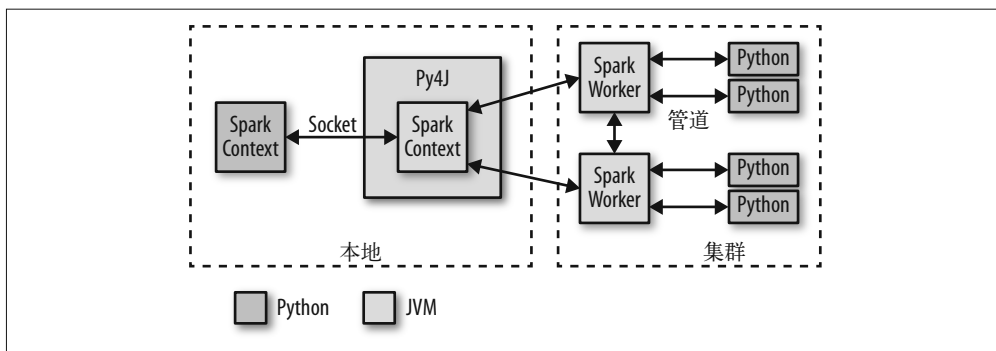 Py4J
Spark
Context
Socket
Spark
Context
本地
Spark
Worker
Python
Python
管道
Spark
Worker
Python
Python
集群
Python
JVM